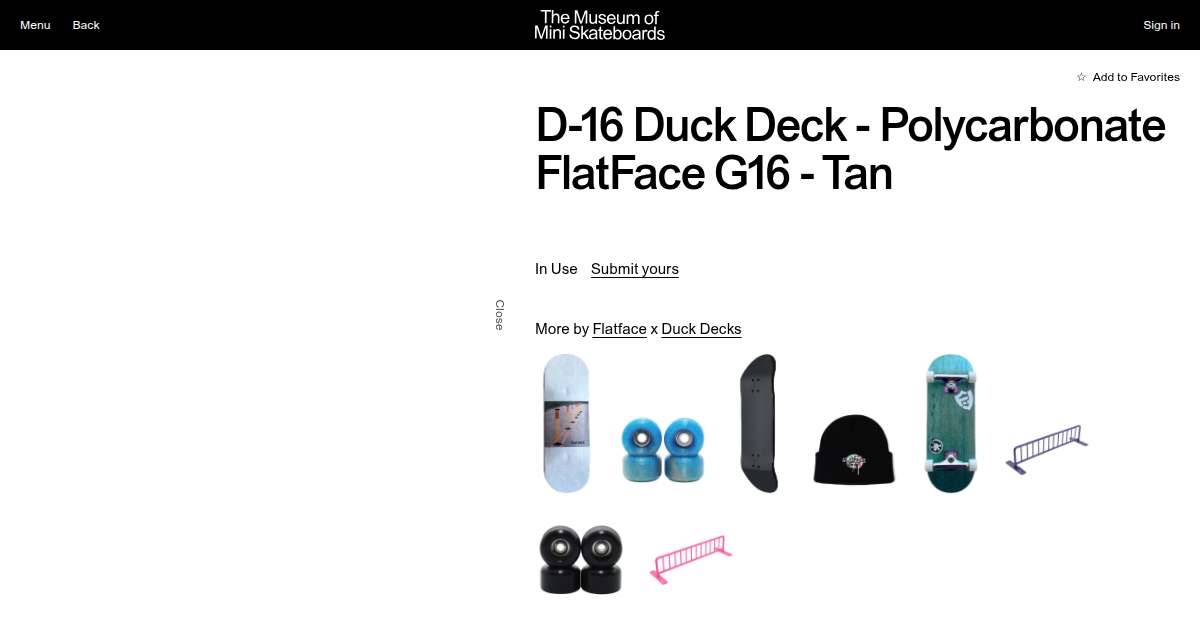 Menu
Back
The Museum of
Mini Skateboards
Sign in
☆ Add to Favorites
D-16 Duck Deck - Polycarbonate
FlatFace G16 - Tan
In Use Submit yours
Close
More by Flatface x Duck Decks